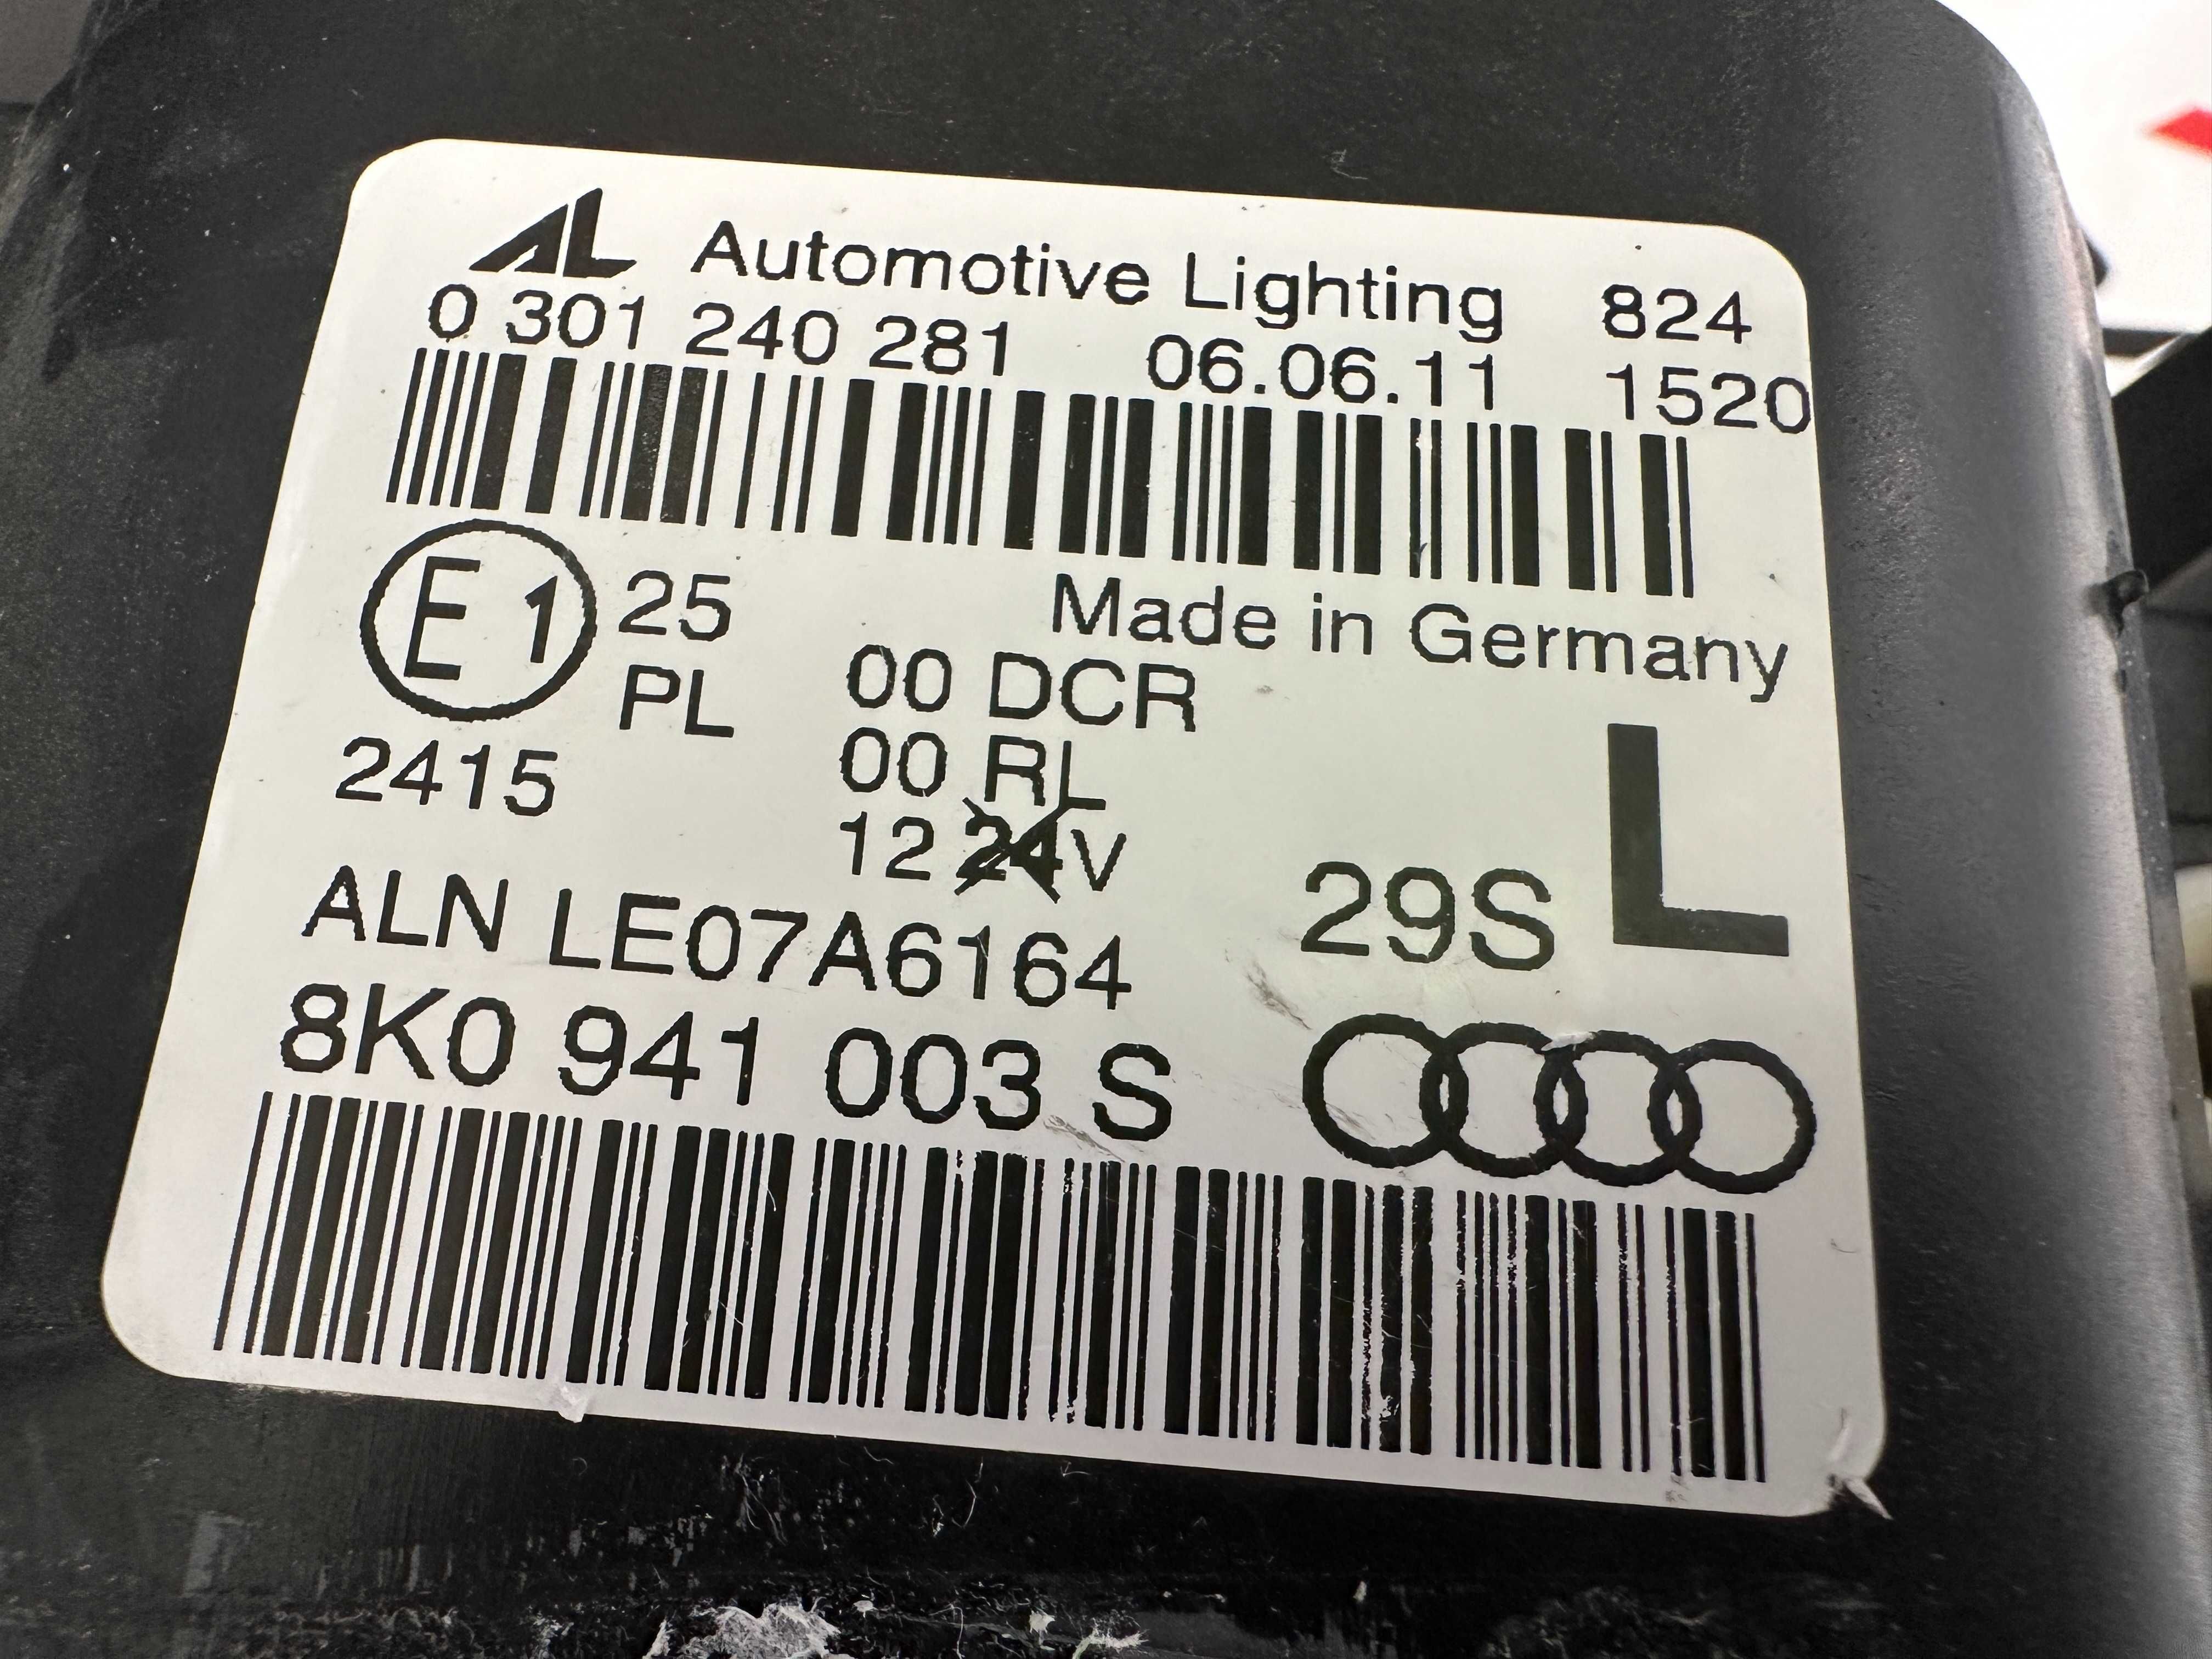 AL Automotive Lighting 824
0 301 240 281 06.06.11 1520
E1 25 Made in Germany
PL 00 DCR
2415 00 RL
12 24V
L
29S
ALN LE07A6164
8K0 941 003 S